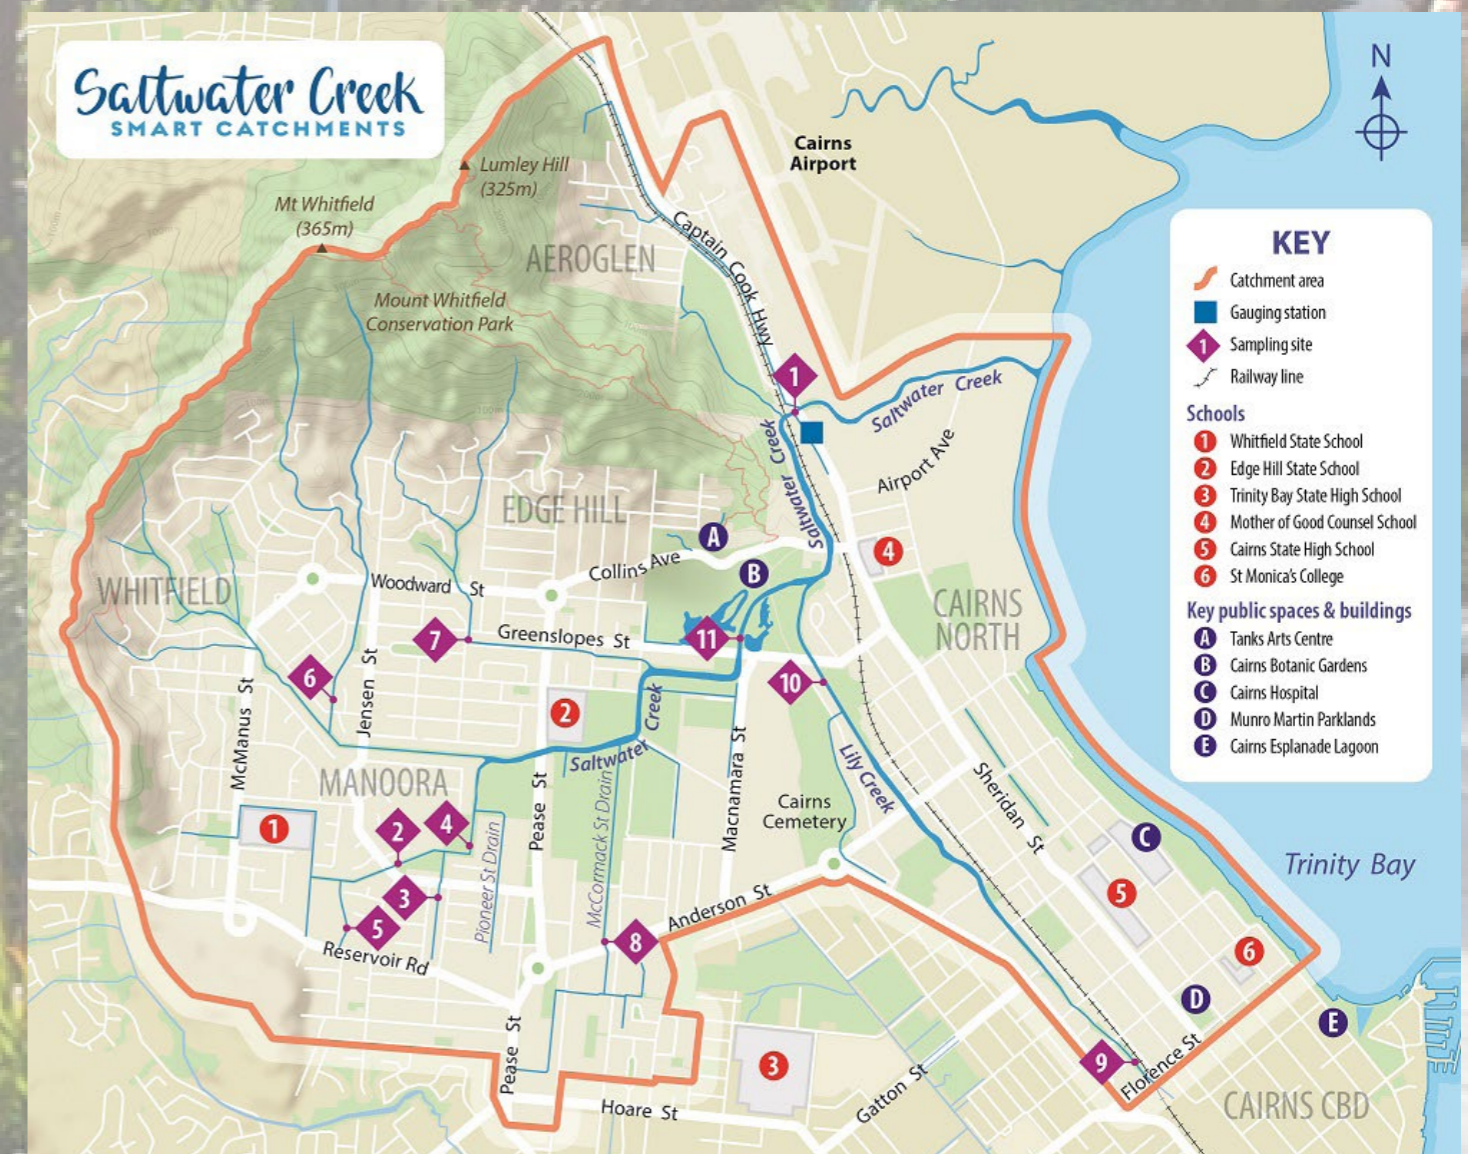 Saltwater Creek
SMART CATCHMENTS
N
Cairns
Airport
Lumley Hill
(325m)
Mt Whitfield
(365m)
Captain Cook Hwy
AEROGLEN
Mount Whitfield
Conservation Park
1
Saltwater Creek
Saltwater Creek
Airport Ave
EDGE HILL
A
Collins Ave
B
4
WHITFIELD
Woodward St
CAIRNS
NORTH
7
Greenslopes St
11
6
10
Jensen St
McManus St
2
Creek
Saltwater
Macnamara St
Lily Creek
MANOORA
Pease St
McCormack St Drain
Cairns
Cemetery
Sheridan St
1
2
4
Pioneer St Drain
C
Trinity Bay
3
5
5
Anderson St
8
Reservoir Rd
6
D
E
Pease St
3
9
Florence St
Hoare St
Gatton St
CAIRNS CBD
KEY
Catchment area
Gauging station
1 Sampling site
Railway line
Schools
1 Whitfield State School
2 Edge Hill State School
3 Trinity Bay State High School
4 Mother of Good Counsel School
5 Cairns State High School
6 St Monica's College
Key public spaces & buildings
A Tanks Arts Centre
B Cairns Botanic Gardens
C Cairns Hospital
D Munro Martin Parklands
E Cairns Esplanade Lagoon